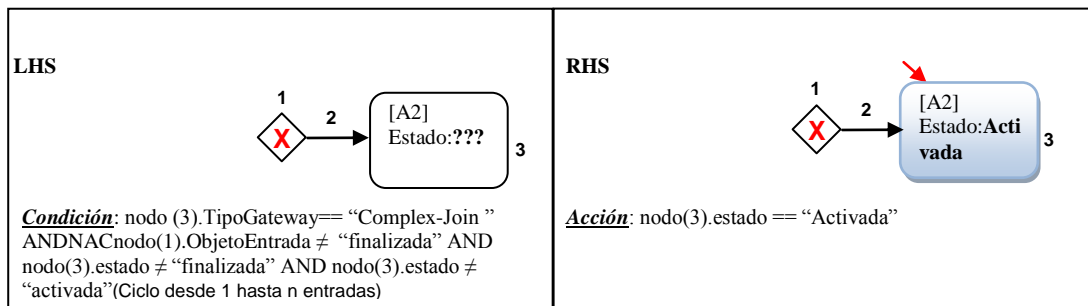 LHS
1
2
X
[A2]
Estado:???
3
Condición: nodo (3).TipoGateway== “Complex-Join ”
ANDNACnodo(1).ObjetoEntrada ≠ “finalizada” AND
nodo(3).estado ≠ “finalizada” AND nodo(3).estado ≠
“activada”(Ciclo desde 1 hasta n entradas)
RHS
1
2
X
[A2]
Estado:Acti
vada
3
Acción: nodo(3).estado == “Activada”